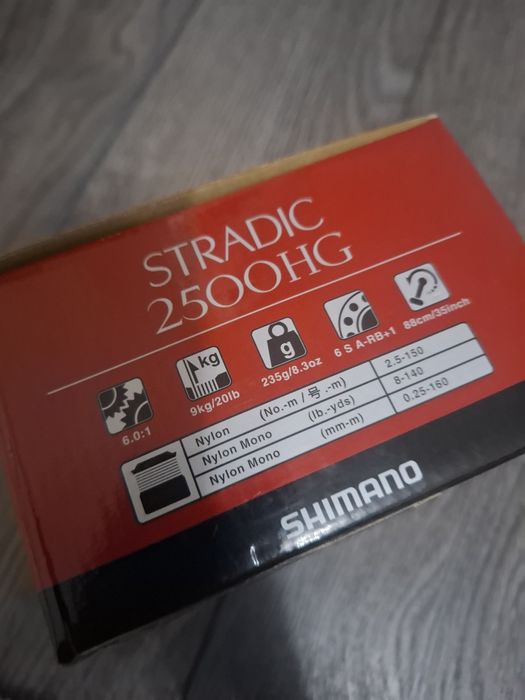 STRADIC
2500HG
kg
g
6.0:1
9kg/20lb
235g/8.3oz
6 S A-RB+1
88cm/35inch
Nylon (No.-m / 号.-m) 2.5-150
Nylon Mono (lb.-yds) 8-140
Nylon Mono (mm-m) 0.25-160
SHIMANO